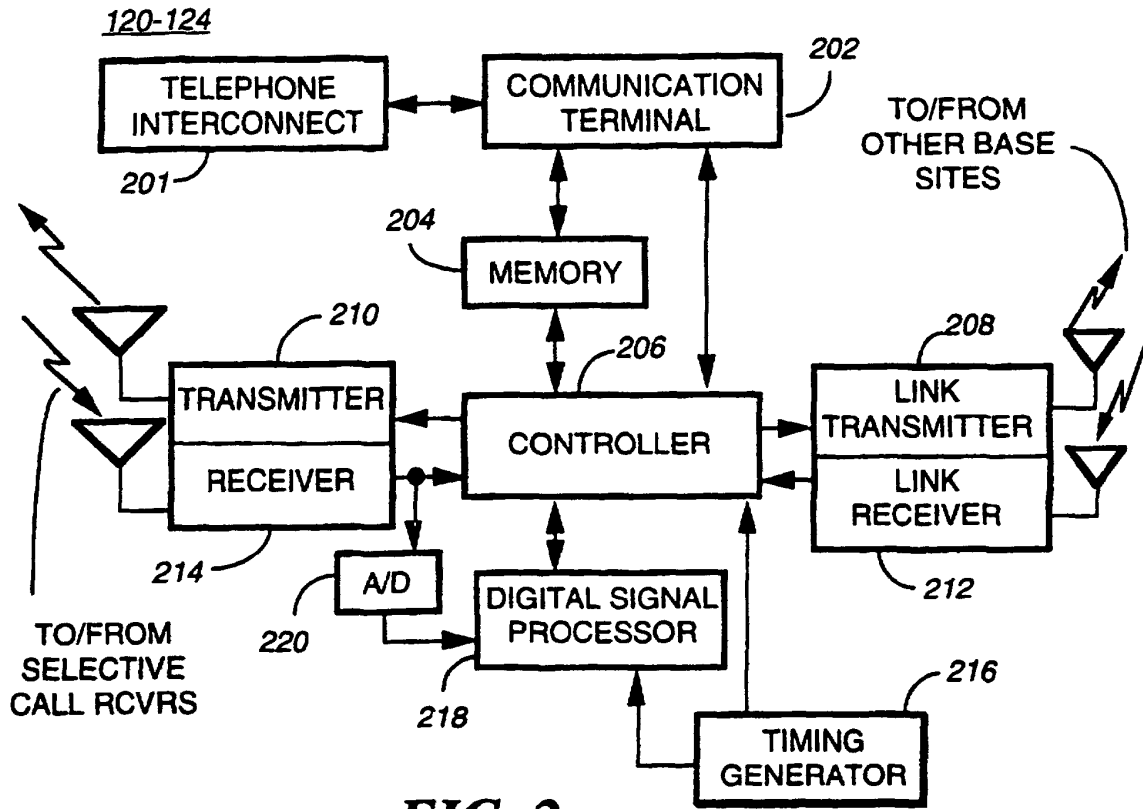 120-124
TELEPHONE
INTERCONNECT
201
COMMUNICATION
TERMINAL
202
TO/FROM
OTHER BASE
SITES
204
MEMORY
210
TRANSMITTER
RECEIVER
214
206
CONTROLLER
208
LINK
TRANSMITTER
LINK
RECEIVER
212
A/D
220
DIGITAL SIGNAL
PROCESSOR
218
TO/FROM
SELECTIVE
CALL RCVRS
216
TIMING
GENERATOR
FIG. 2